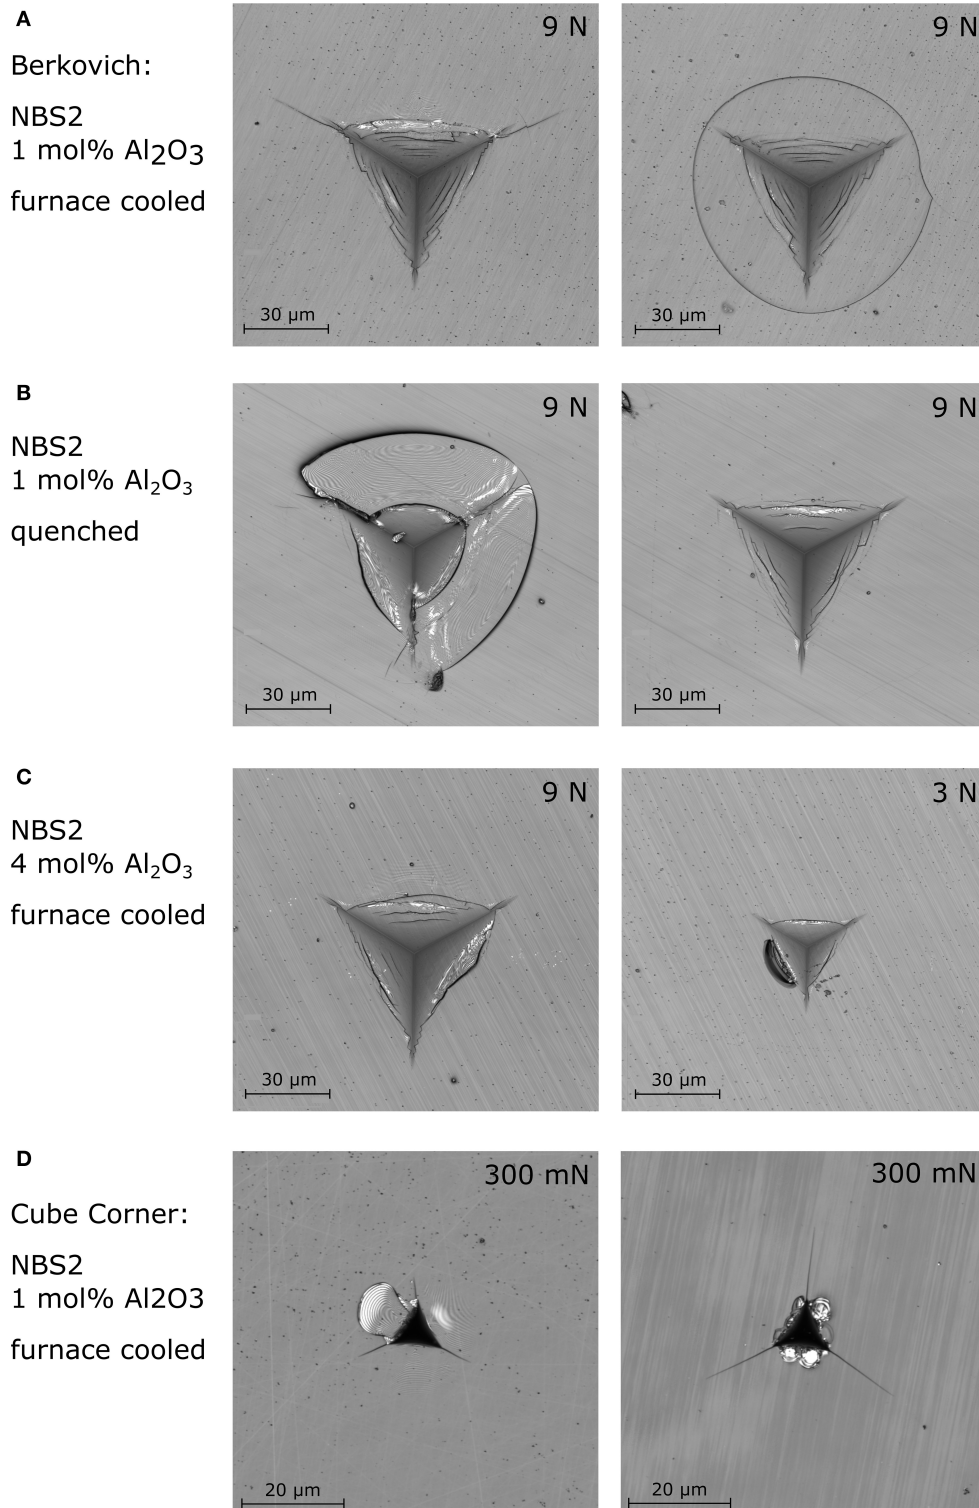 A
Berkovich:
NBS2
1 mol% Al2O3
furnace cooled
9 N
30 µm
9 N
30 µm
B
NBS2
1 mol% Al₂O₃
quenched
9 N
30 µm
9 N
30 µm
C
NBS2
4 mol% Al₂O₃
furnace cooled
9 N
30 µm
3 N
30 µm
D
Cube Corner:
NBS2
1 mol% Al2O3
furnace cooled
300 mN
20 µm
300 mN
20 µm